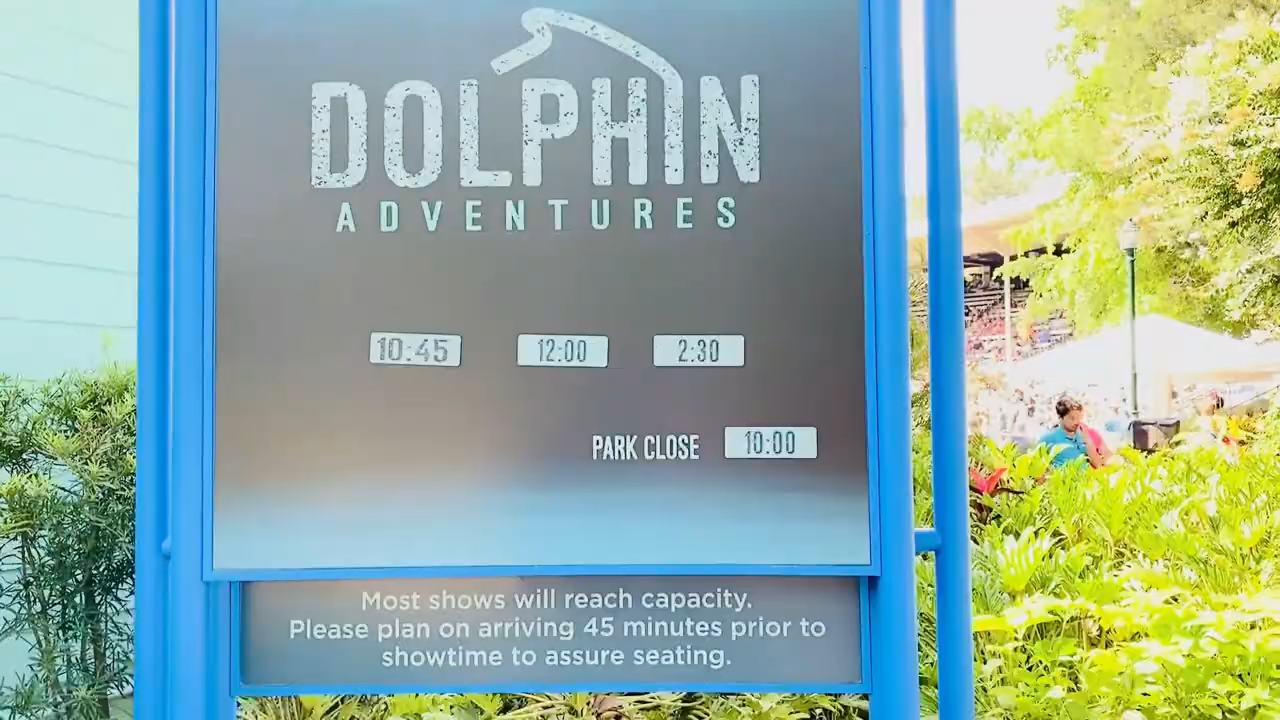 DOLPHIN
ADVENTURES
10:45 12:00 2:30
PARK CLOSE 10:00
Most shows will reach capacity.
Please plan on arriving 45 minutes prior to
showtime to assure seating.